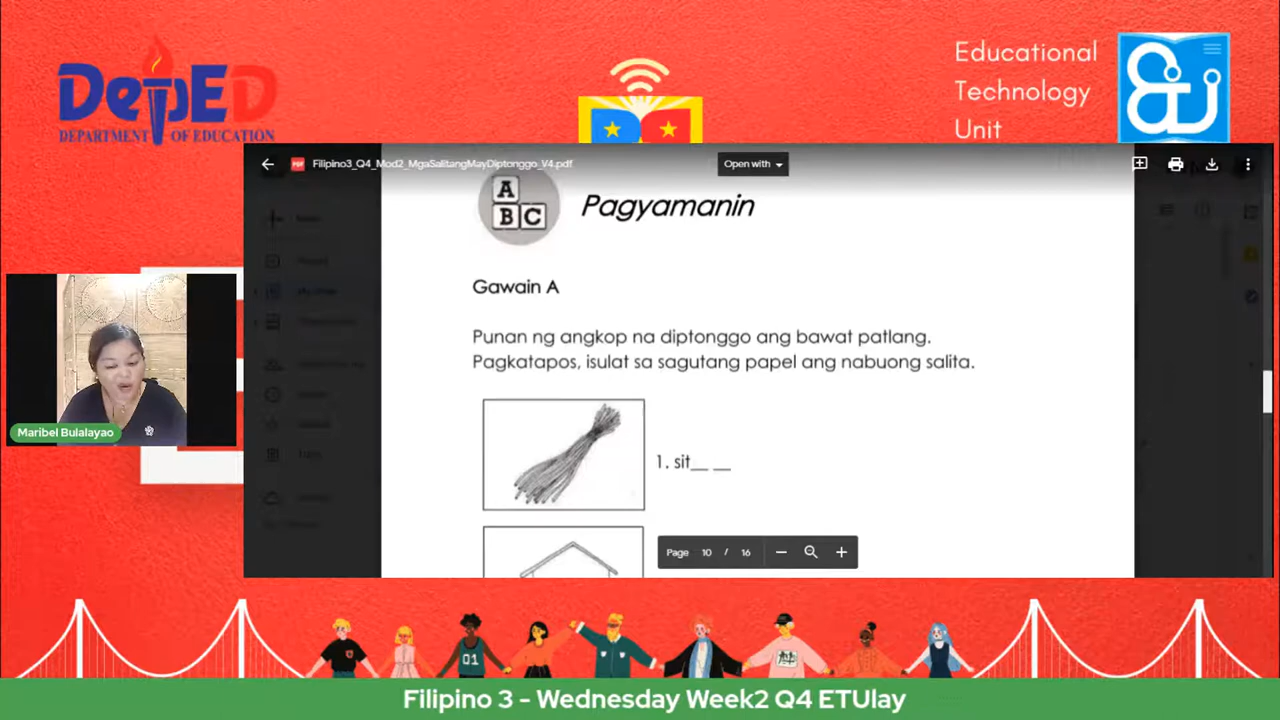 DepED
DEPARTMENT OF EDUCATION
Educational
Technology
Unit
Filipino3_Q4_Mod2_MgaSalitangMayDiptonggo_V4.pdf
Open with
A
B C
Pagyamanin
Gawain A
Punan ng angkop na diptonggo ang bawat patlang.
Pagkatapos, isulat sa sagutang papel ang nabuong salita.
1. sit__ __
Page 10 / 16
Maribel Bulalayao
01
Filipino 3 - Wednesday Week2 Q4 ETUlay